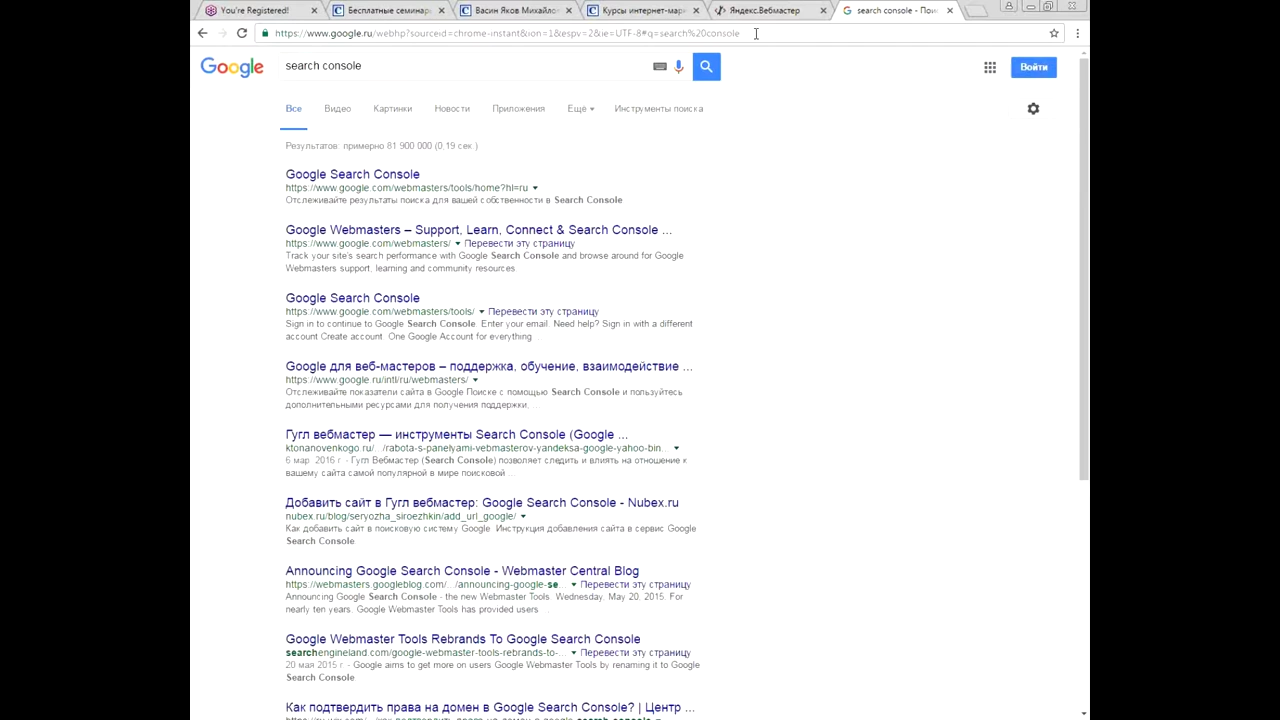 You're Registered!
Бесплатные семинар
Васин Яков Михайлов
Курсы интернет-мар
Яндекс.Вебмастер
search console - Пои
https://www.google.ru/webhp?sourceid=chrome-instant&ion=1&espv=2&ie=UTF-8#q=search%20console
Google
search console
Войти
Все Видео Картинки Новости Приложения Ещё Инструменты поиска
Результатов: примерно 81 900 000 (0,19 сек.)
Google Search Console
https://www.google.com/webmasters/tools/home?hl=ru
Отслеживайте результаты поиска для вашей собственности в Search Console
Google Webmasters – Support, Learn, Connect & Search Console ...
https://www.google.com/webmasters/ Перевести эту страницу
Track your site's search performance with Google Search Console and browse around for Google
Webmasters support, learning and community resources
Google Search Console
https://www.google.com/webmasters/tools/ Перевести эту страницу
Sign in to continue to Google Search Console. Enter your email. Need help? Sign in with a different
account Create account. One Google Account for everything ...
Google для веб-мастеров – поддержка, обучение, взаимодействие ...
https://www.google.ru/intl/ru/webmasters/
Отслеживайте показатели сайта в Google Поиске с помощью Search Console и пользуйтесь
дополнительными ресурсами для получения поддержки, ...
Гугл вебмастер — инструменты Search Console (Google ...
ktonanovenkogo.ru/.../rabota-s-panelyami-vebmasterov-yandeksa-google-yahoo-bin...
6 мар. 2016 г. - Гугл Вебмастер (Search Console) позволяет следить и влиять на отношение к
вашему сайта самой популярной в мире поисковой ...
Добавить сайт в Гугл вебмастер: Google Search Console - Nubex.ru
nubex.ru/blog/seryozha_siroezhkin/add_url_google/
Как добавить сайт в поисковую систему Google. Инструкция добавления сайта в сервис Google
Search Console
Announcing Google Search Console - Webmaster Central Blog
https://webmasters.googleblog.com/.../announcing-google-se... Перевести эту страницу
Announcing Google Search Console - the new Webmaster Tools. Wednesday, May 20, 2015. For
nearly ten years, Google Webmaster Tools has provided users ...
Google Webmaster Tools Rebrands To Google Search Console
searchengineland.com/google-webmaster-tools-rebrands-to-... Перевести эту страницу
20 мая 2015 г. - Google aims to get more on users Google Webmaster Tools by renaming it to Google
Search Console
Как подтвердить права на домен в Google Search Console? | Центр ...